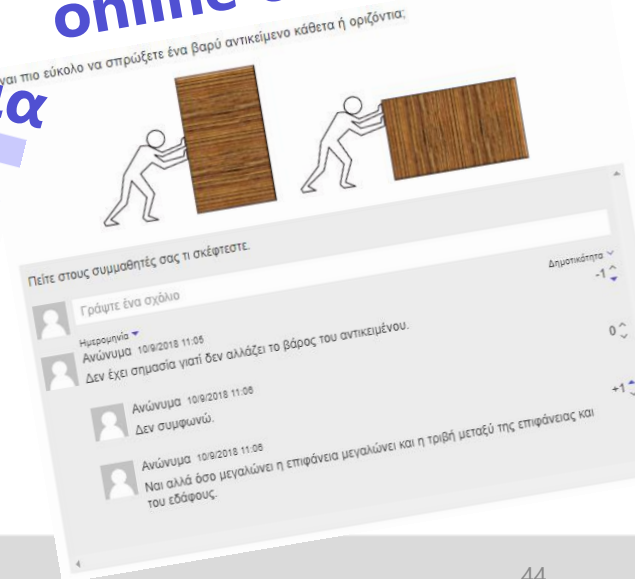 online
ναι πιο εύκολο να σπρώξετε ένα βαρύ αντικείμενο κάθετα ή οριζόντια;
Πείτε στους συμμαθητές σας τι σκέφτεστε.
Γράψτε ένα σχόλιο
Ημερομηνία
Δημοτικότητα
Ανώνυμα 10/9/2018 11:05
-1
Δεν έχει σημασία γιατί δεν αλλάζει το βάρος του αντικειμένου.
Ανώνυμα 10/9/2018 11:06
0
Δεν συμφωνώ.
Ανώνυμα 10/9/2018 11:06
+1
Ναι αλλά όσο μεγαλώνει η επιφάνεια μεγαλώνει και η τριβή μεταξύ της επιφάνειας και
του εδάφους.
44